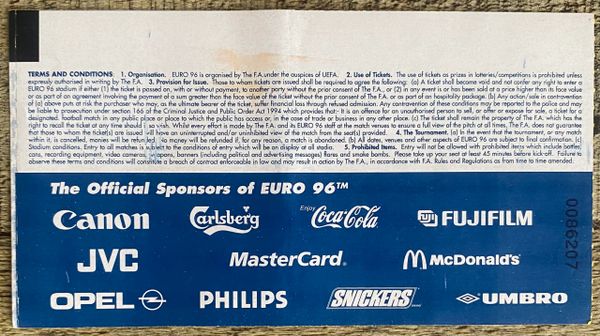 TERMS AND CONDITIONS: 1. Organisation. EURO 96 is organised by The F.A. under the auspices of UEFA. 2. Use of Tickets. The use of tickets as prizes in lotteries/competitions is prohibited unless
expressly authorised in writing by The F.A. 3. Provision for Issue. Those to whom tickets are issued will be required to agree to the following: (a) A ticket shall become void and not confer any right to enter a
EURO 96 stadium if either (1) the ticket is passed on, with or without payment, to another party without the prior consent of The F.A., or (2) in any event is or has been sold at a price higher than its face value
or as part of an agreement involving the payment of a sum greater than the face value of the ticket without the prior consent of The F.A. or as part of an hospitality package. (b) Any action/sale in contravention
of (a) above puts at risk the purchaser who may, as the ultimate bearer of the ticket, suffer financial loss through refused admission. Any contravention of these conditions may be reported to the police and may
be liable to prosecution under section 166 of the Criminal Justice and Public Order Act 1994 which provides that:- It is an offence for an unauthorised person to sell, or offer or expose for sale, a ticket for a
designated football match in any public place or place to which the public has access or, in the case of trade or business in any other place. (c) The ticket shall remain the property of The F.A. which has the
right to recall the ticket at any time should it so wish. Whilst every effort is made by The F.A. and its EURO 96 staff at the match venues to ensure a full view of the pitch at all times, The F.A. does not guarantee
that those to whom the ticket(s) are issued will have an uninterrupted and/or uninhibited view of the match from the seat(s) provided. 4. The Tournament. (a) In the event that the tournament, or any match
within it, is cancelled, monies will be refunded. No money will be refunded if, for any reason, a match is abandoned. (b) All dates, venues and other aspects of EURO 96 are subject to final confirmation. (c)
Stadium conditions. Entry to all matches is subject to the conditions of entry which will be on display at all stadia. 5. Prohibited Items. Entry will not be allowed with prohibited items which include bottles,
cans, recording equipment, video cameras, weapons, banners (including political and advertising messages) flares and smoke bombs. Please take up your seat at least 45 minutes before kick-off. Failure to
observe these terms and conditions will constitute a breach of contract enforceable in law and may result in action by The F.A., in accordance with F.A. Rules and Regulations as from time to time amended.
The Official Sponsors of EURO 96™
Canon Carlsberg Enjoy Coca-Cola FUJI FUJIFILM
JVC MasterCard® McDonald's
OPEL PHILIPS SNICKERS UMBRO
0086207